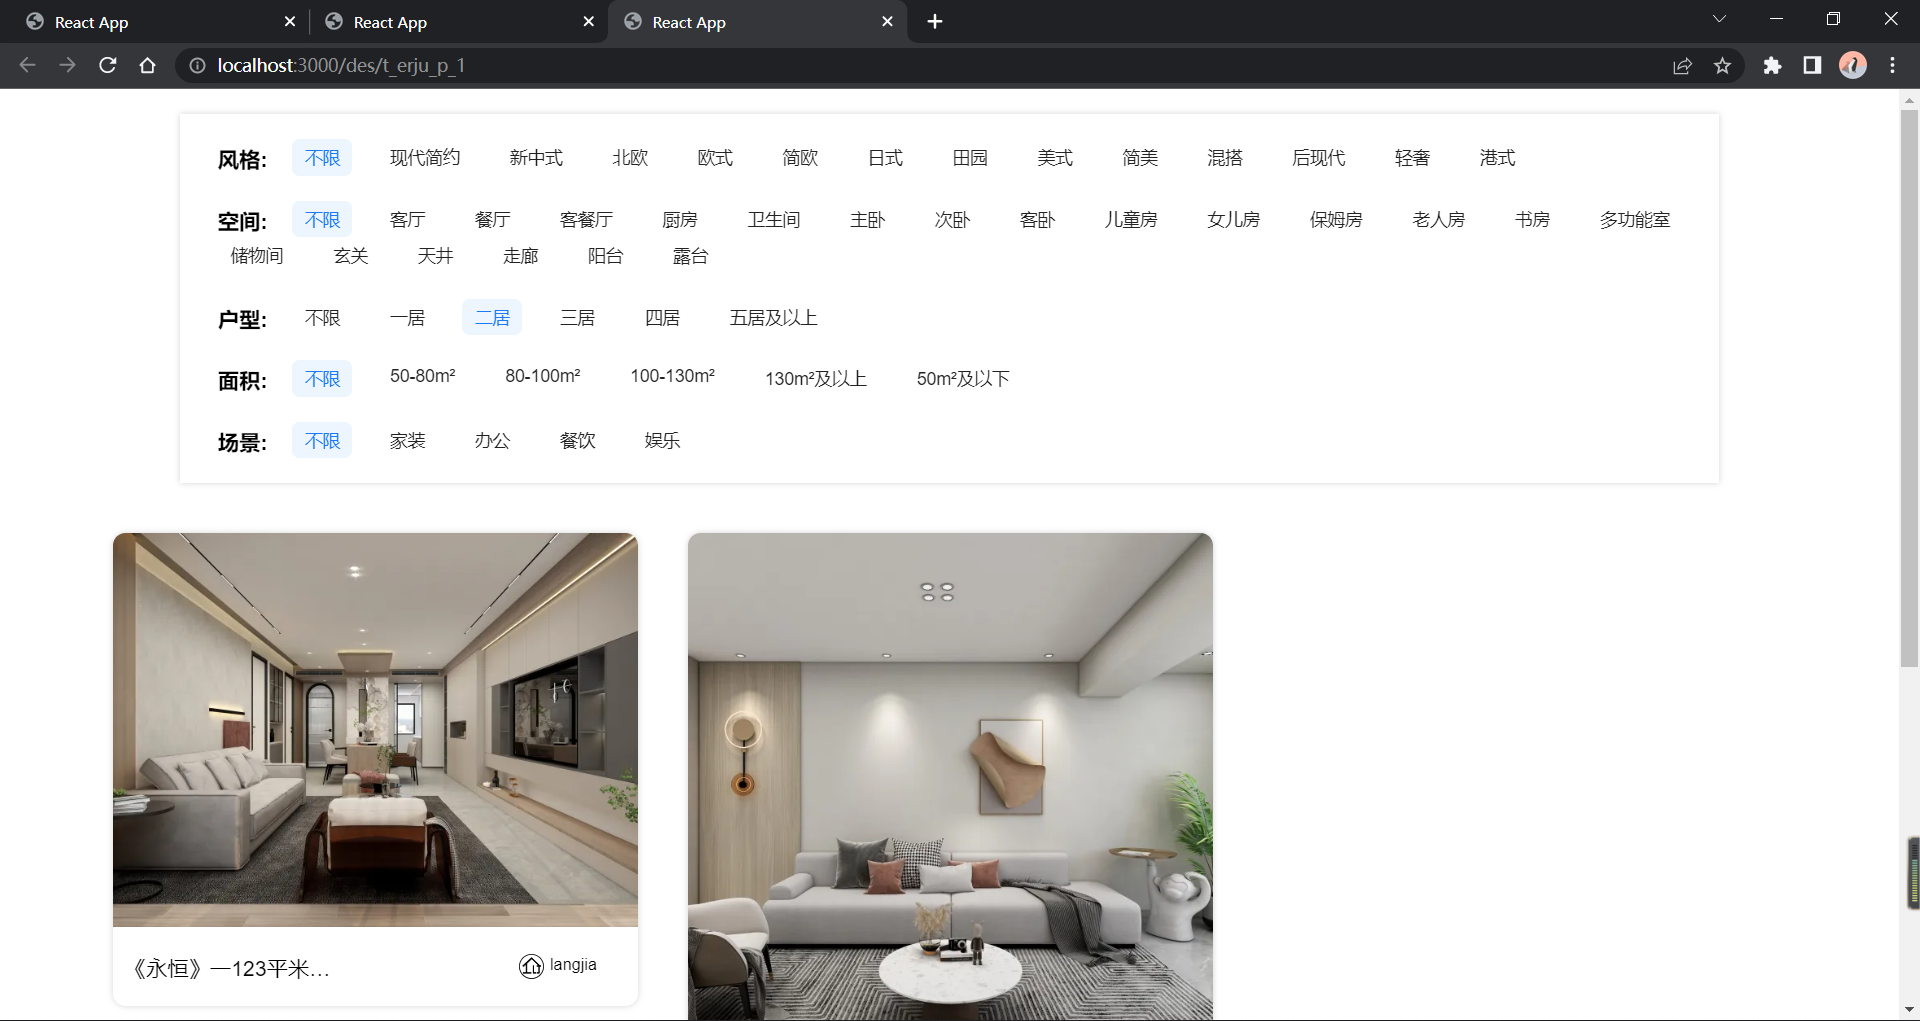 React App
React App
React App
localhost:3000/des/t_erju_p_1
风格: 不限 现代简约 新中式 北欧 欧式 简欧 日式 田园 美式 简美 混搭 后现代 轻奢 港式
空间: 不限 客厅 餐厅 客餐厅 厨房 卫生间 主卧 次卧 客卧 儿童房 女儿房 保姆房 老人房 书房 多功能室
储物间 玄关 天井 走廊 阳台 露台
户型: 不限 一居 二居 三居 四居 五居及以上
面积: 不限 50-80m² 80-100m² 100-130m² 130m²及以上 50m²及以下
场景: 不限 家装 办公 餐饮 娱乐
《永恒》—123平米...
langjia